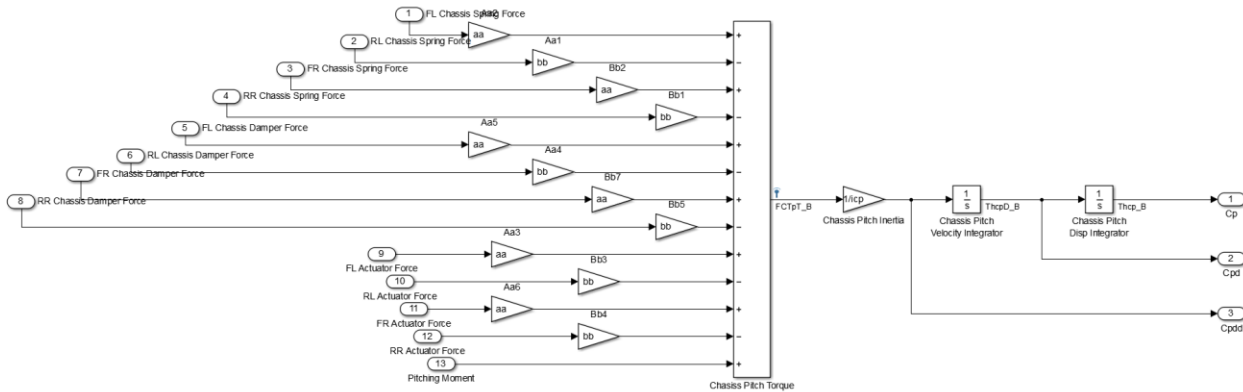 1
FL Chassis Spring Force
Aa2
aa
+
2
RL Chassis Spring Force
Aa1
bb
−
3
FR Chassis Spring Force
Bb2
aa
+
4
RR Chassis Spring Force
Bb1
bb
−
5
FL Chassis Damper Force
Aa5
aa
+
6
RL Chassis Damper Force
Aa4
bb
−
7
FR Chassis Damper Force
Bb7
aa
+
8
RR Chassis Damper Force
Bb5
bb
−
9
FL Actuator Force
Aa3
aa
+
10
RL Actuator Force
Bb3
bb
−
11
FR Actuator Force
Aa6
aa
+
12
RR Actuator Force
Bb4
bb
−
13
Pitching Moment
+
Chasiss Pitch Torque
FCTpT_B
1/icp
Chassis Pitch Inertia
1
s
Chassis Pitch
Velocity Integrator
ThcpD_B
1
s
Chassis Pitch
Disp Integrator
Thcp_B
1
Cp
2
Cpd
3
Cpdd